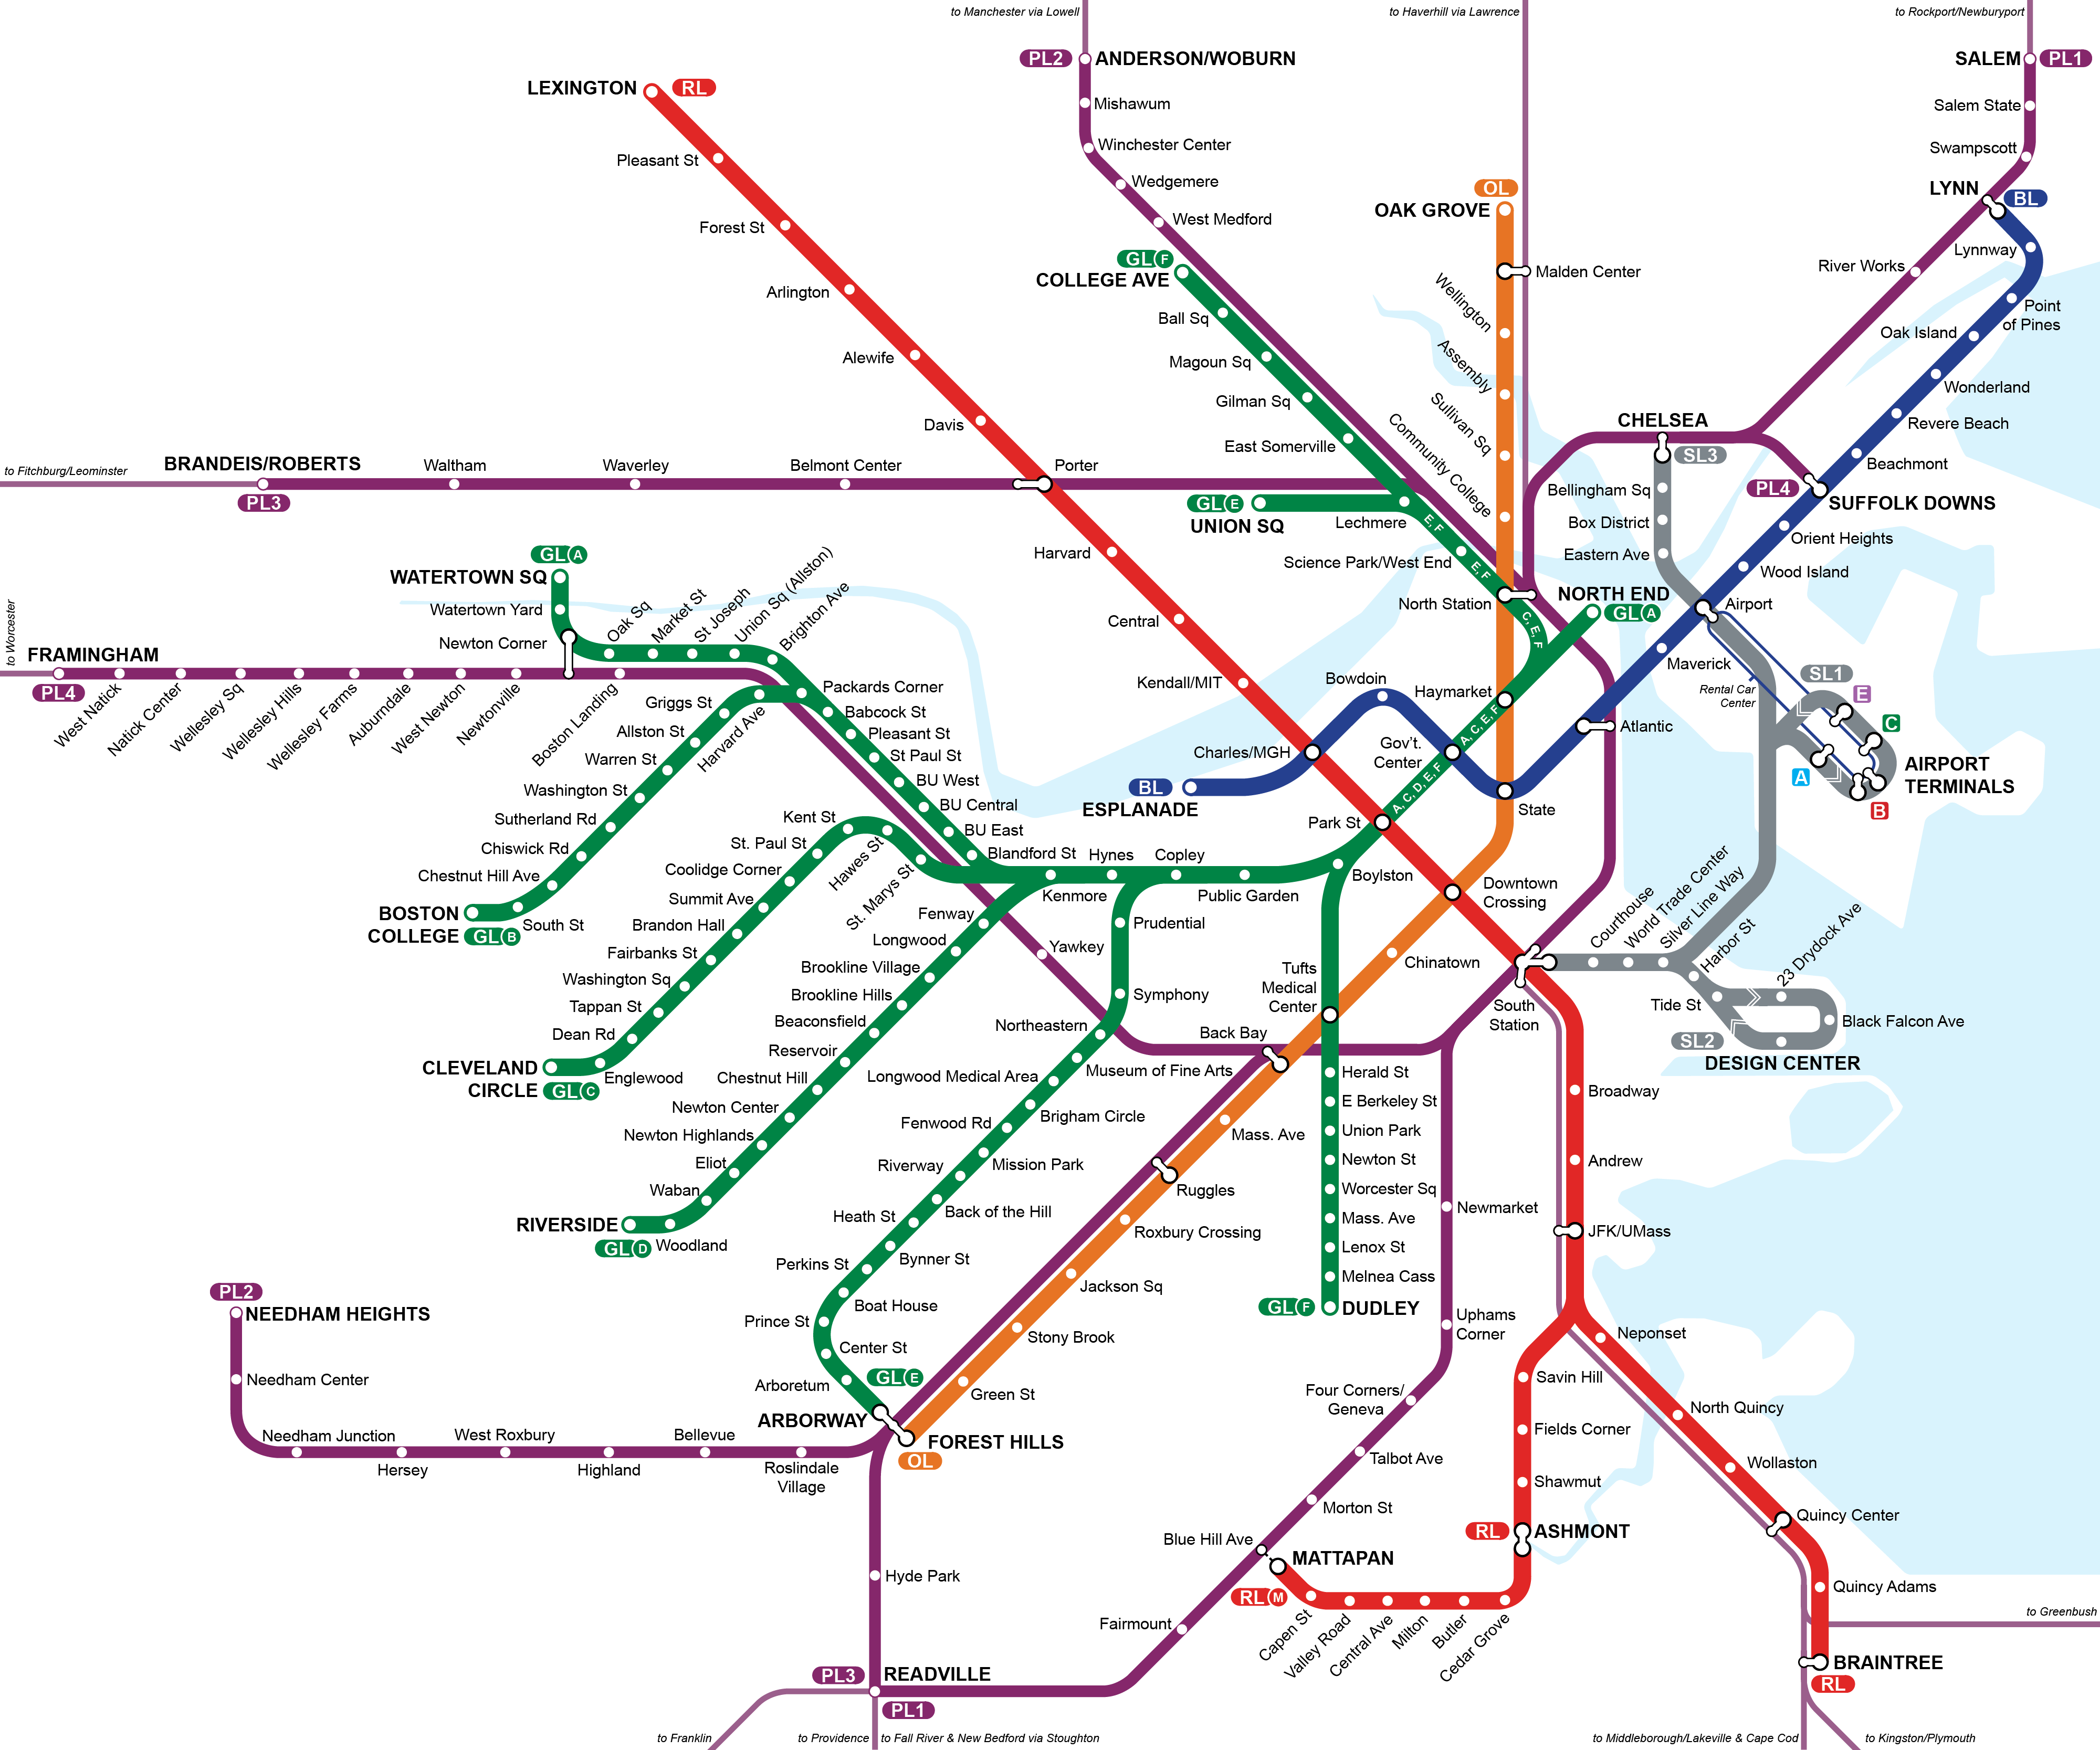 to Manchester via Lowell
to Haverhill via Lawrence
to Rockport/Newburyport
PL2
ANDERSON/WOBURN
SALEM
PL1
LEXINGTON
RL
Mishawum
Salem State
Winchester Center
Swampscott
Pleasant St
Wedgemere
OL
LYNN
BL
West Medford
OAK GROVE
Forest St
GL F
COLLEGE AVE
Malden Center
River Works
Lynnway
Arlington
Ball Sq
Wellington
Point
of Pines
Oak Island
Alewife
Magoun Sq
Assembly
Wonderland
Gilman Sq
Sullivan Sq
Revere Beach
Davis
East Somerville
Community College
CHELSEA
SL3
Beachmont
to Fitchburg/Leominster
BRANDEIS/ROBERTS
PL3
Waltham
Waverley
Belmont Center
Porter
GL E
UNION SQ
Lechmere
E, F
Bellingham Sq
PL4
SUFFOLK DOWNS
Box District
Orient Heights
Harvard
Science Park/West End
E, F
Eastern Ave
Wood Island
GL A
WATERTOWN SQ
Watertown Yard
Newton Corner
Oak Sq
Market St
St Joseph
Union Sq (Allston)
Brighton Ave
Central
North Station
C, E, F
NORTH END
GL A
Airport
to Worcester
FRAMINGHAM
PL4
West Natick
Natick Center
Wellesley Sq
Wellesley Hills
Wellesley Farms
Auburndale
West Newton
Newtonville
Boston Landing
Kendall/MIT
Bowdoin
Haymarket
Maverick
Rental Car
Center
SL1
E
C
A
B
AIRPORT
TERMINALS
Packards Corner
Griggs St
Harvard Ave
Babcock St
Allston St
Pleasant St
Warren St
St Paul St
Washington St
BU West
Sutherland Rd
BU Central
Chiswick Rd
BU East
Chestnut Hill Ave
Blandford St
BOSTON
COLLEGE
GL B
South St
Charles/MGH
Gov't.
Center
A, C, E, F
A, C, D, E, F
Atlantic
BL
ESPLANADE
State
Park St
Kent St
Hawes St
St. Marys St
St. Paul St
Coolidge Corner
Summit Ave
Brandon Hall
Fairbanks St
Washington Sq
Tappan St
Dean Rd
Englewood
CLEVELAND
CIRCLE
GL C
Kenmore
Hynes
Copley
Public Garden
Boylston
Downtown
Crossing
Fenway
Longwood
Brookline Village
Brookline Hills
Beaconsfield
Reservoir
Chestnut Hill
Newton Center
Newton Highlands
Eliot
Waban
Woodland
RIVERSIDE
GL D
Yawkey
Prudential
Symphony
Northeastern
Museum of Fine Arts
Longwood Medical Area
Brigham Circle
Fenwood Rd
Mission Park
Riverway
Back of the Hill
Heath St
Bynner St
Perkins St
Boat House
Prince St
Center St
Arboretum
GL E
ARBORWAY
FOREST HILLS
OL
Chinatown
Tufts
Medical
Center
Back Bay
Mass. Ave
Ruggles
Roxbury Crossing
Jackson Sq
Stony Brook
Green St
Herald St
E Berkeley St
Union Park
Newton St
Worcester Sq
Mass. Ave
Lenox St
Melnea Cass
GL F
DUDLEY
South
Station
Courthouse
World Trade Center
Silver Line Way
Harbor St
Tide St
23 Drydock Ave
Black Falcon Ave
SL2
DESIGN CENTER
Broadway
Andrew
JFK/UMass
Newmarket
Uphams
Corner
Four Corners/
Geneva
Talbot Ave
Morton St
Blue Hill Ave
Fairmount
Neponset
Savin Hill
North Quincy
Fields Corner
Wollaston
Shawmut
Quincy Center
RL
ASHMONT
MATTAPAN
RL M
Capen St
Valley Road
Central Ave
Milton
Butler
Cedar Grove
Quincy Adams
to Greenbush
BRAINTREE
RL
PL2
NEEDHAM HEIGHTS
Needham Center
Needham Junction
Hersey
West Roxbury
Highland
Bellevue
Roslindale
Village
Hyde Park
PL3
READVILLE
PL1
to Franklin
to Providence
to Fall River & New Bedford via Stoughton
to Middleborough/Lakeville & Cape Cod
to Kingston/Plymouth